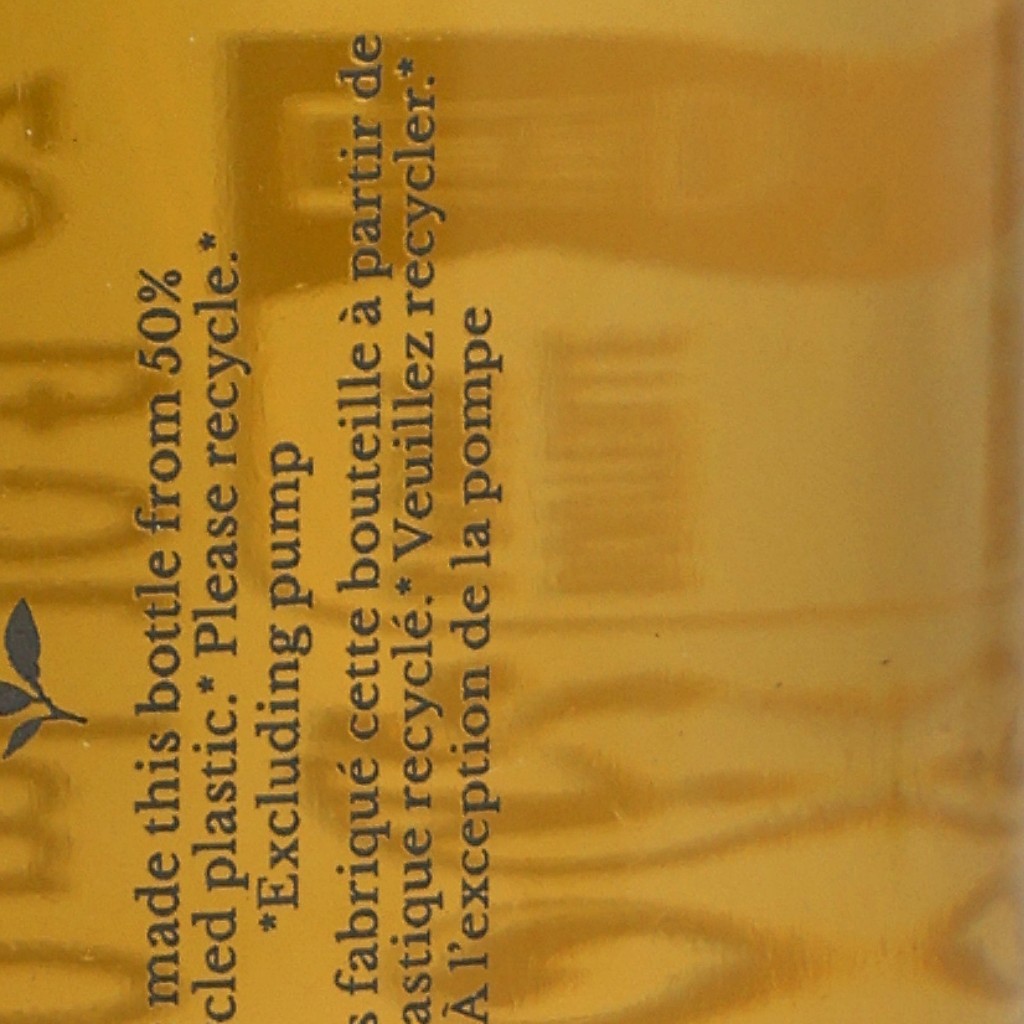 made this bottle from 50%
cled plastic.* Please recycle.*
*Excluding pump
s fabriqué cette bouteille à partir de
astique recyclé.* Veuillez recycler.*
À l'exception de la pompe